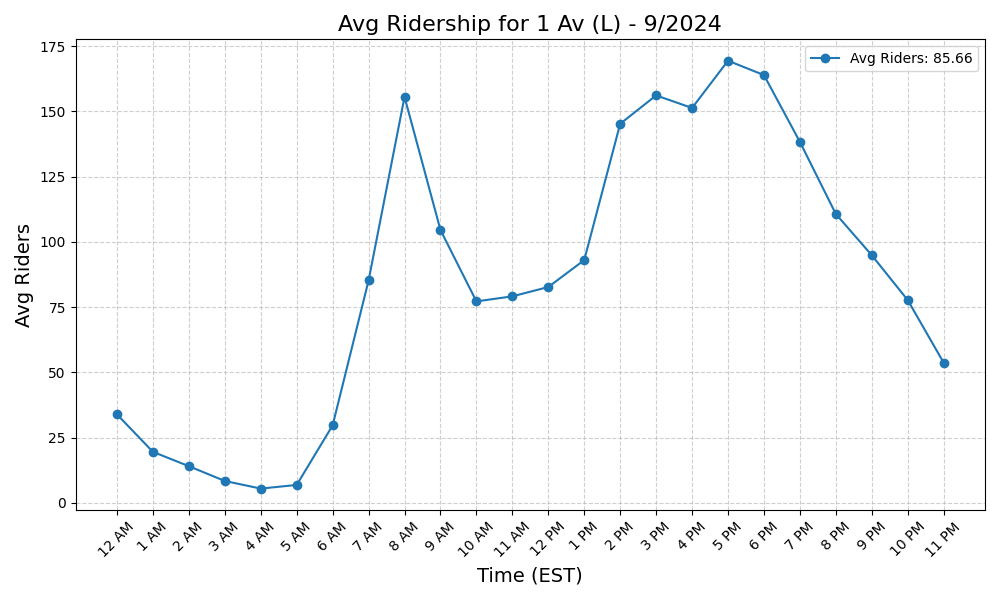 Avg Ridership for 1 Av (L) - 9/2024
Avg Riders: 85.66
Avg Riders
175
150
125
100
75
50
25
0
12 AM
1 AM
2 AM
3 AM
4 AM
5 AM
6 AM
7 AM
8 AM
9 AM
10 AM
11 AM
12 PM
1 PM
2 PM
3 PM
4 PM
5 PM
6 PM
7 PM
8 PM
9 PM
10 PM
11 PM
Time (EST)